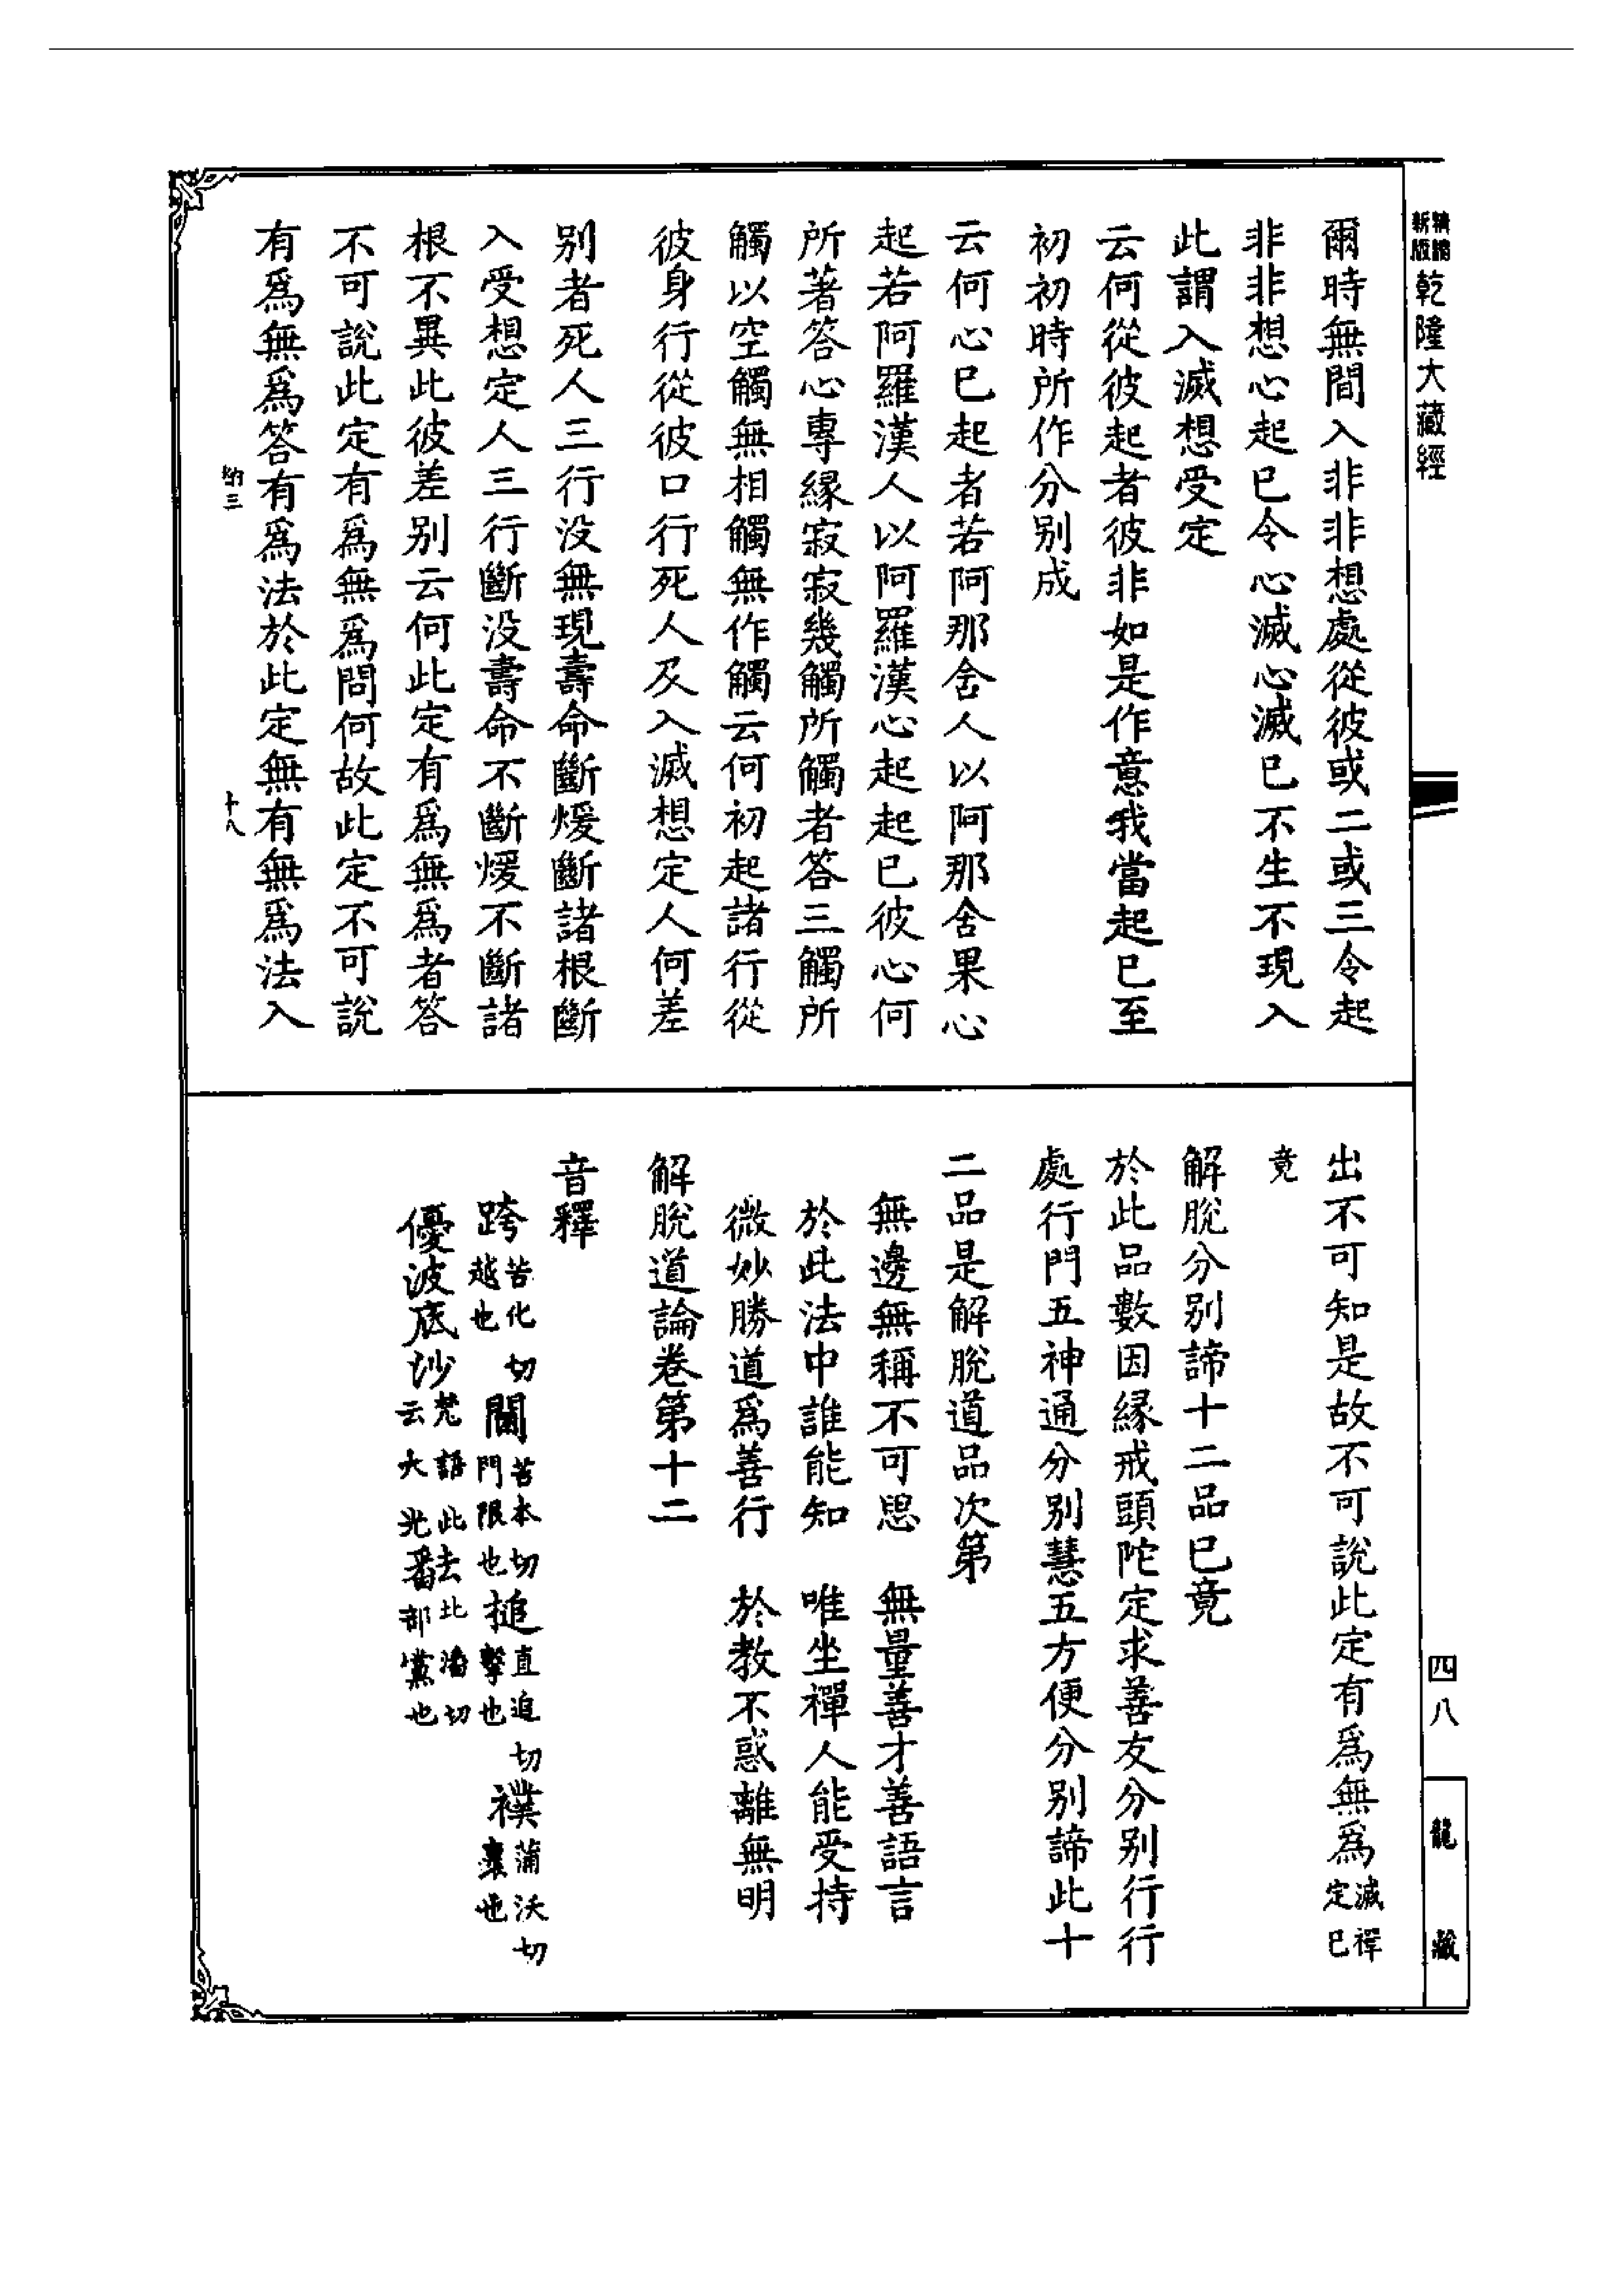 新版
精譜
乾隆大藏經
爾時無間入非非想處從彼或二或三令起
非非想心起已令心滅心滅已不生不現入
此謂入滅想受定
云何從彼起者彼非如是作意我當起已至
初初時所作分別成
云何心已起者若阿那舍人以阿那舍果心
起若阿羅漢人以阿羅漢心起起已彼心何
所著答心專緣寂寂幾觸所觸者答三觸所
觸以空觸無相觸無作觸云何初起諸行從
彼身行從彼口行死人及入滅想定人何差
別者死人三行没無現壽命斷煖斷諸根斷
入受想定人三行斷没壽命不斷煖不斷諸
根不異此彼差別云何此定有爲無爲者答
不可說此定有爲無爲問何故此定不可說
有爲無爲答有爲法於此定無有無爲法入
納三
十八
出不可知是故不可說此定有爲無爲滅禪定已
竟
解脫分別諦十二品已竟
於此品數因緣戒頭陀定求善友分別行行
處行門五神通分別慧五方便分別諦此十
二品是解脫道品次第
無邊無稱不可思 無量善才善語言
於此法中誰能知 唯坐禪人能受持
微妙勝道爲善行 於教不惑離無明
解脫道論卷第十二
音釋
跨苦化切越也 閫苦本切門限也 搥直追切擊也 襆蒲沃切裹也
優波底沙梵語此云大光 番部黨也
四八
龍藏